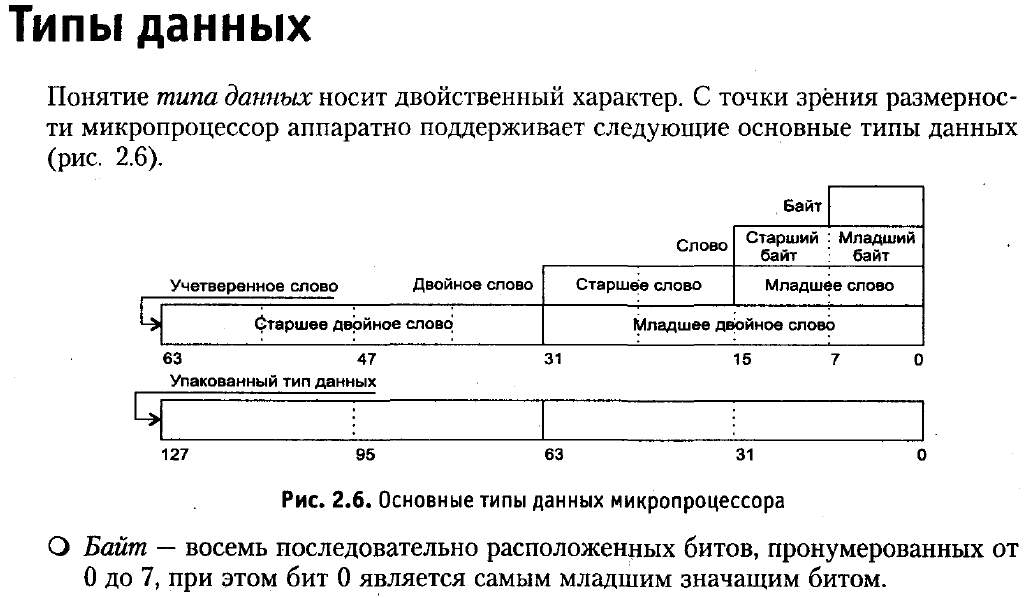 Типы данных
Понятие типа данных носит двойственный характер. С точки зрения размернос-
ти микропроцессор аппаратно поддерживает следующие основные типы данных
(рис. 2.6).
Байт
Слово
Старший байт
Младший байт
Учетверенное слово
Двойное слово
Старшее слово
Младшее слово
Старшее двойное слово
Младшее двойное слово
63 47 31 15 7 0
Упакованный тип данных
127 95 63 31 0
Рис. 2.6. Основные типы данных микропроцессора
❍ Байт — восемь последовательно расположенных битов, пронумерованных от
0 до 7, при этом бит 0 является самым младшим значащим битом.